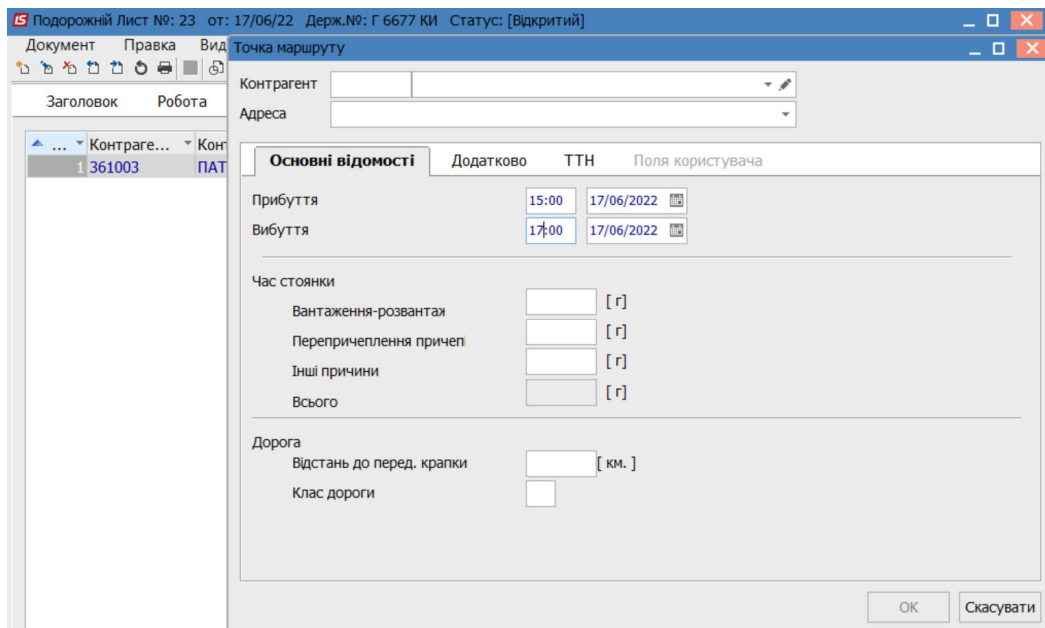 Подорожній Лист №: 23 от: 17/06/22 Держ.№: Г 6677 КИ Статус: [Відкритий]
Документ Правка Вид
Точка маршруту
Заголовок Робота
... Контраге... Кон
1 361003 ПАТ
Контрагент
Адреса
Основні відомості Додатково ТТН Поля користувача
Прибуття 15:00 17/06/2022
Вибуття 17:00 17/06/2022
Час стоянки
Вантаження-розвантаж [ г]
Перепричеплення причепі [ г]
Інші причини [ г]
Всього [ г]
Дорога
Відстань до перед. крапки [ км. ]
Клас дороги
OK Скасувати